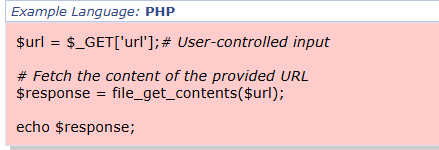 Example Language: PHP
$url = $_GET['url'];# User-controlled input
# Fetch the content of the provided URL
$response = file_get_contents($url);
echo $response;